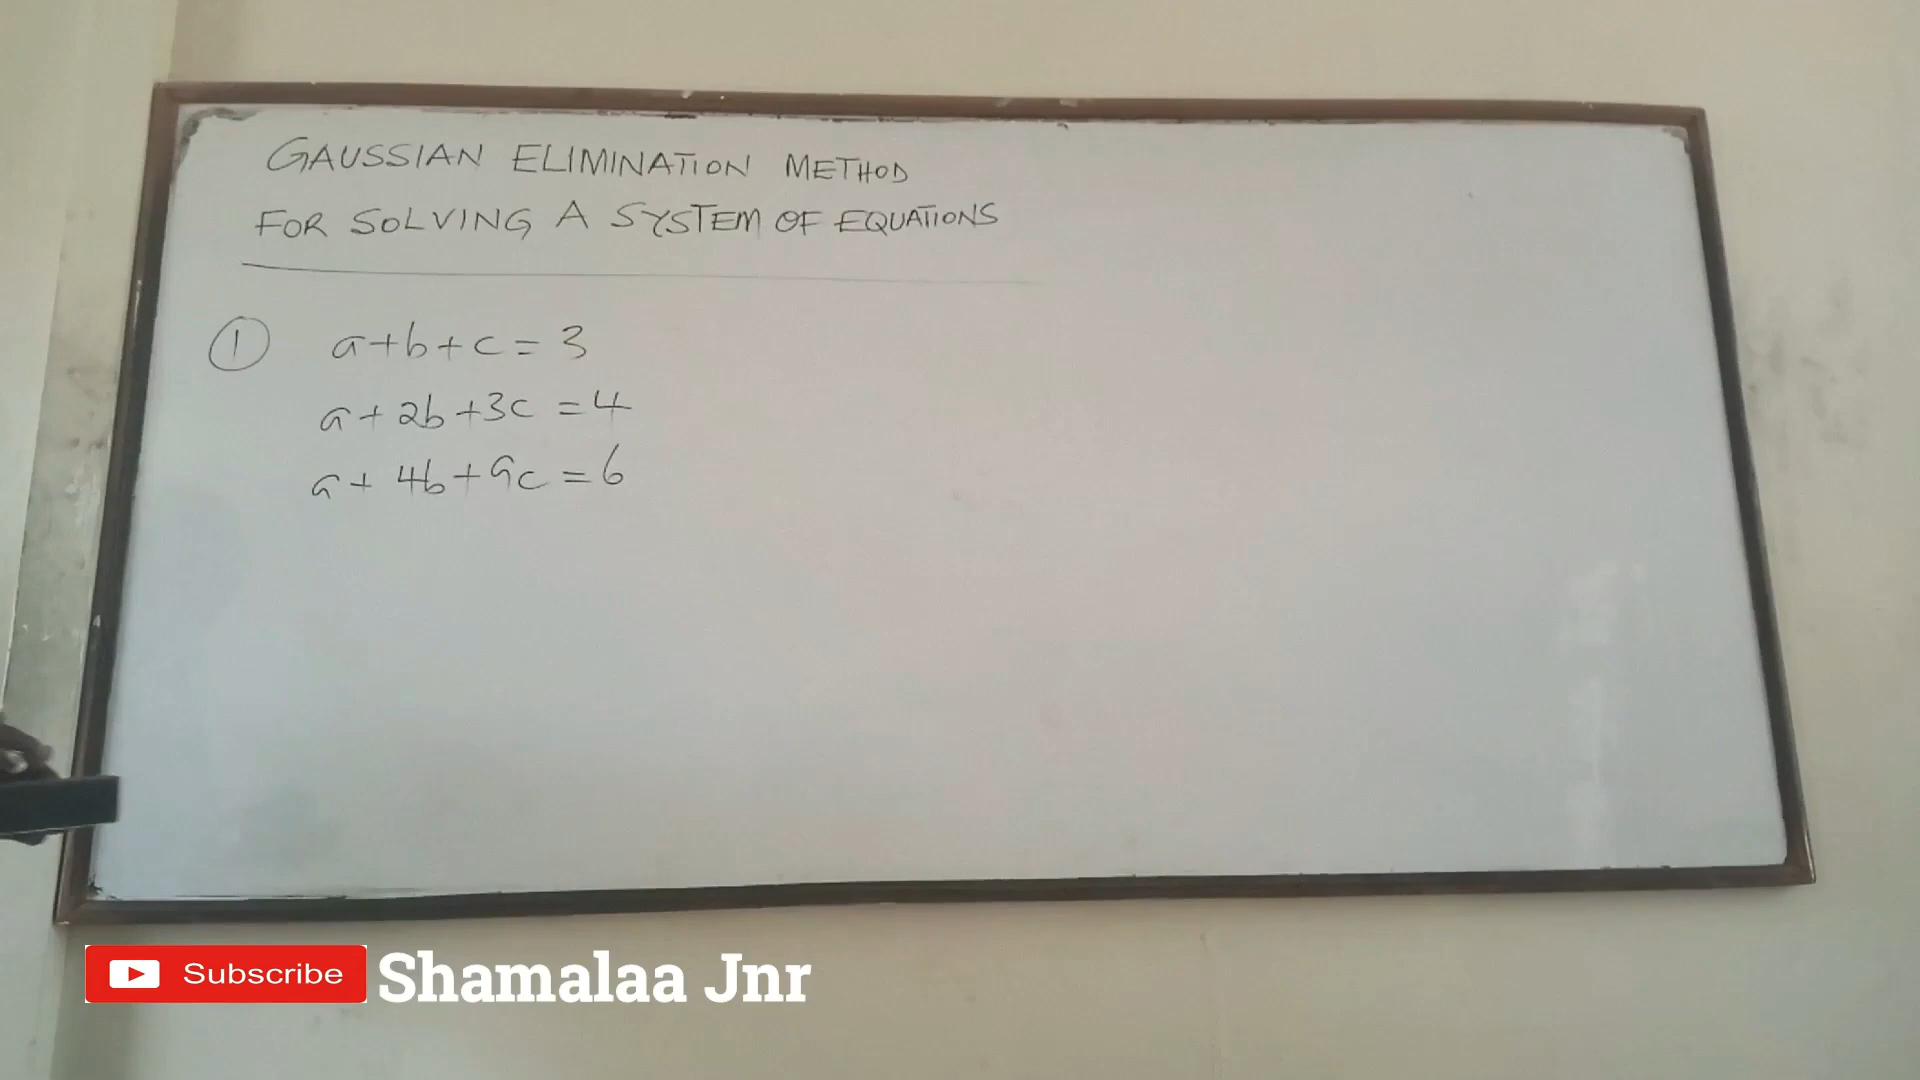 GAUSSIAN ELIMINATION METHOD
FOR SOLVING A SYSTEM OF EQUATIONS
① a+b+c=3
a+2b+3c=4
a+4b+9c=6
Subscribe Shamalaa Jnr